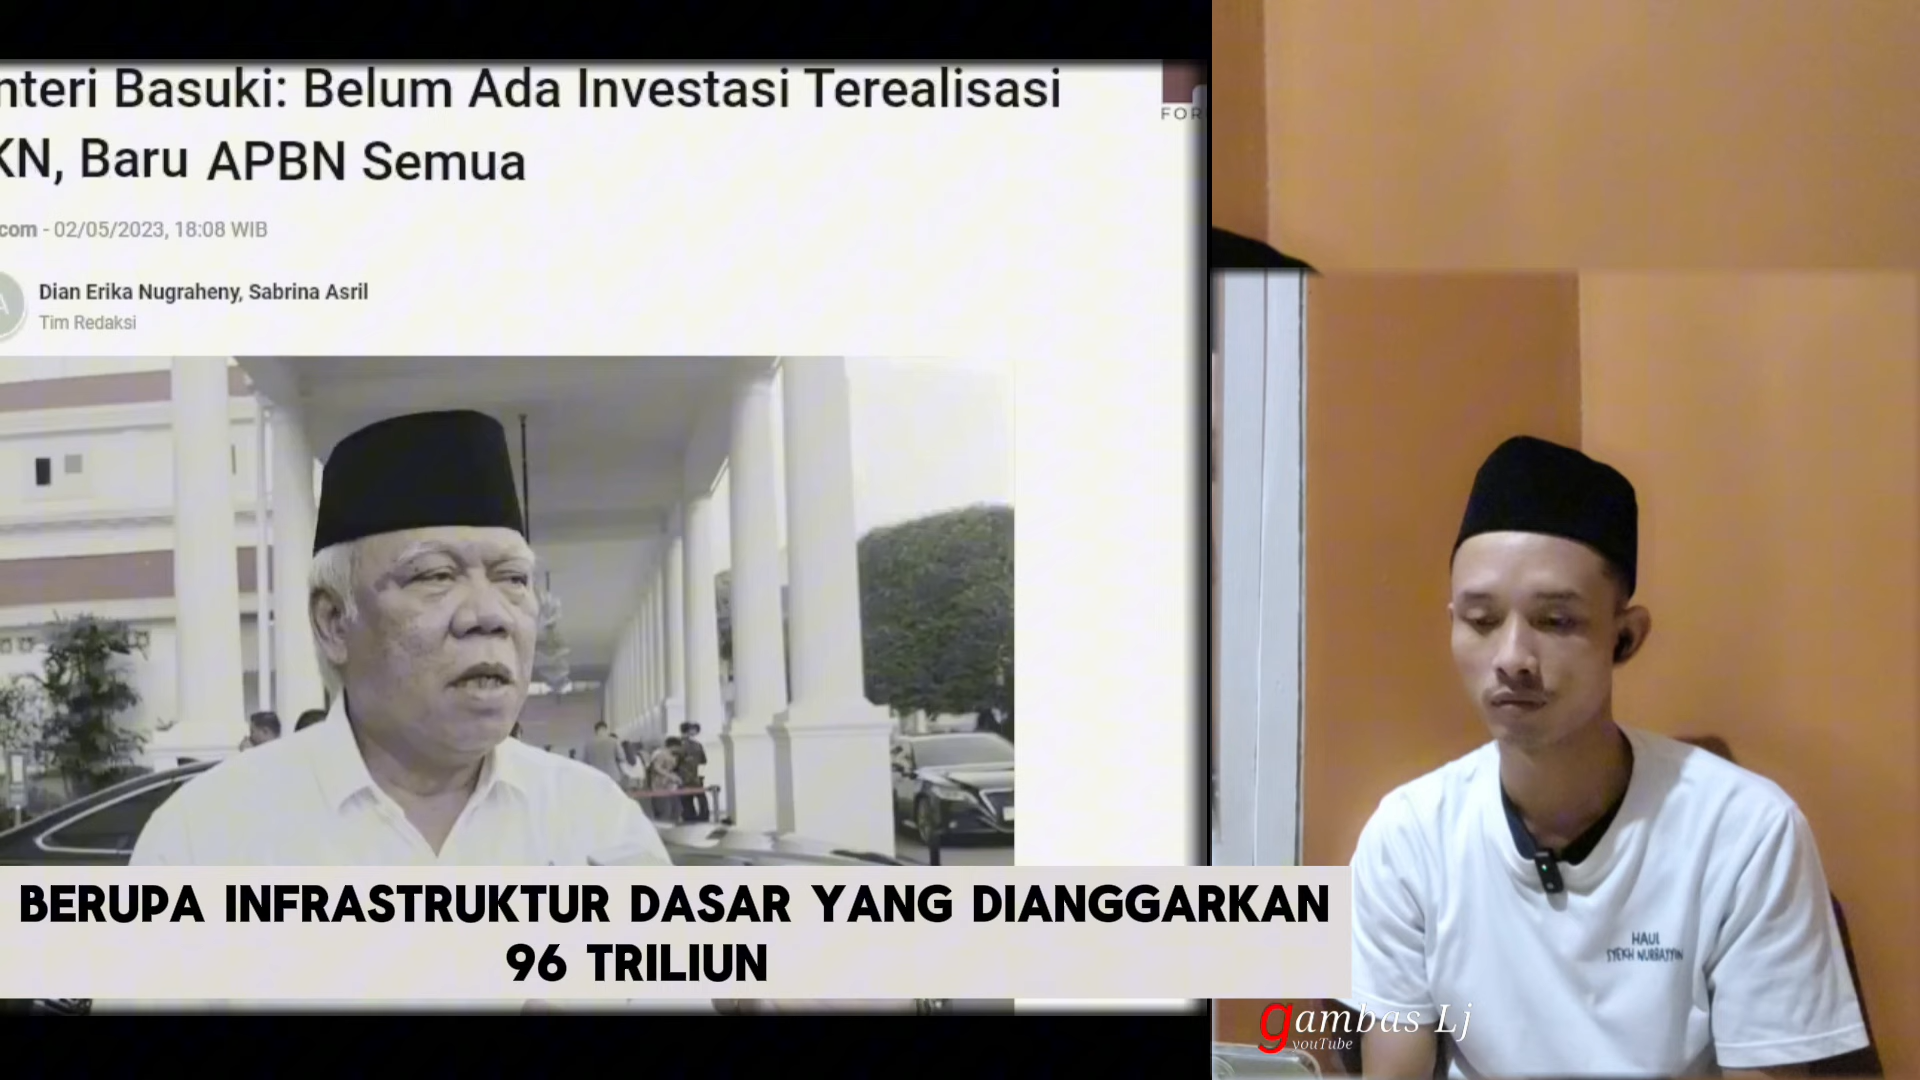 nteri Basuki: Belum Ada Investasi Terealisasi
KN, Baru APBN Semua
com - 02/05/2023, 18:08 WIB
A
Dian Erika Nugraheny, Sabrina Asril
Tim Redaksi
FOR
BERUPA INFRASTRUKTUR DASAR YANG DIANGGARKAN
96 TRILIUN
HAUL
SYEKH NURBASYIN
gambas Lj
youTube